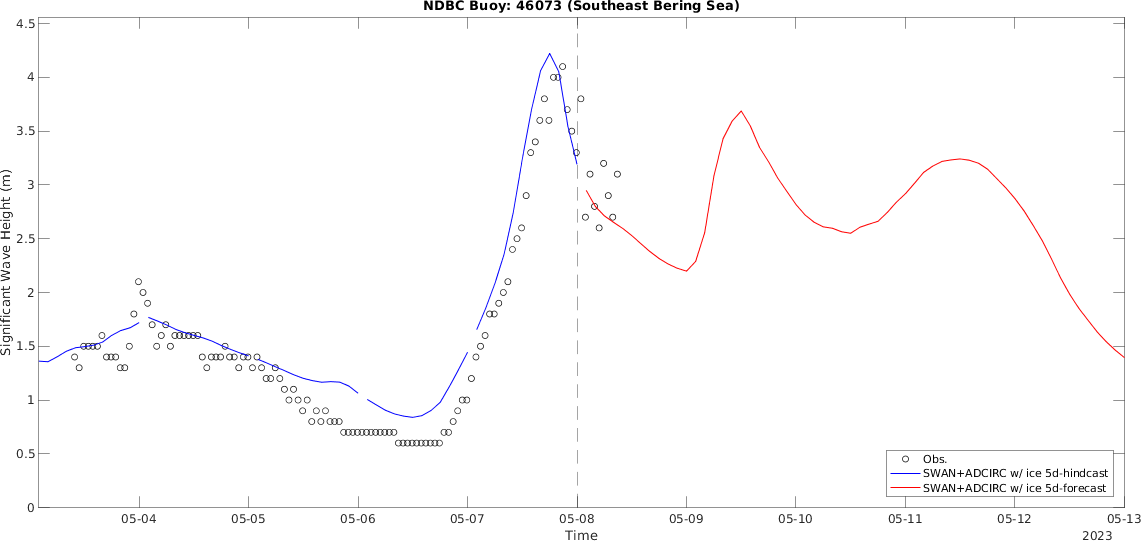 NDBC Buoy: 46073 (Southeast Bering Sea)
Significant Wave Height (m)
4.5
4
3.5
3
2.5
2
1.5
1
0.5
0
05-04 05-05 05-06 05-07 05-08 05-09 05-10 05-11 05-12 05-13
Time
2023
Obs.
SWAN+ADCIRC w/ ice 5d-hindcast
SWAN+ADCIRC w/ ice 5d-forecast